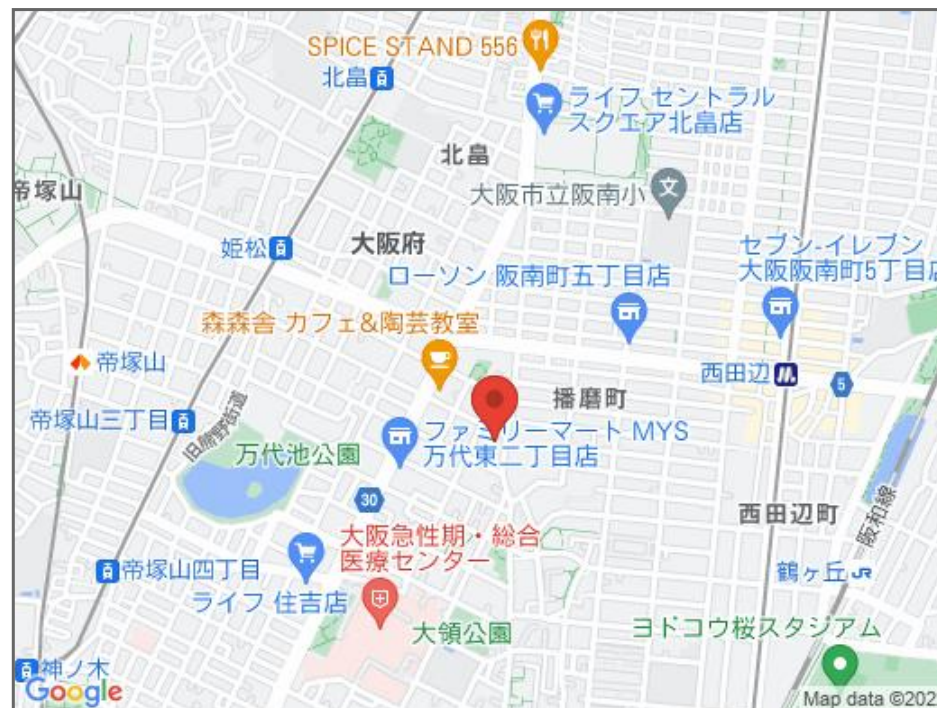 SPICE STAND 556
北畠
ライフ セントラル
スクエア北畠店
北畠
大阪市立阪南小
文
帝塚山
大阪府
姫松
セブン-イレブン
大阪阪南町5丁目店
ローソン 阪南町五丁目店
森森舎 カフェ&陶芸教室
帝塚山
西田辺
5
播磨町
帝塚山三丁目
万代池公園
ファミリーマート MYS
万代東二丁目店
30
西田辺町
阪和線
大阪急性期・総合
医療センター
帝塚山四丁目
ライフ 住吉店
鶴ヶ丘 JR
大領公園
ヨドコウ桜スタジアム
神ノ木
Google
Map data ©202